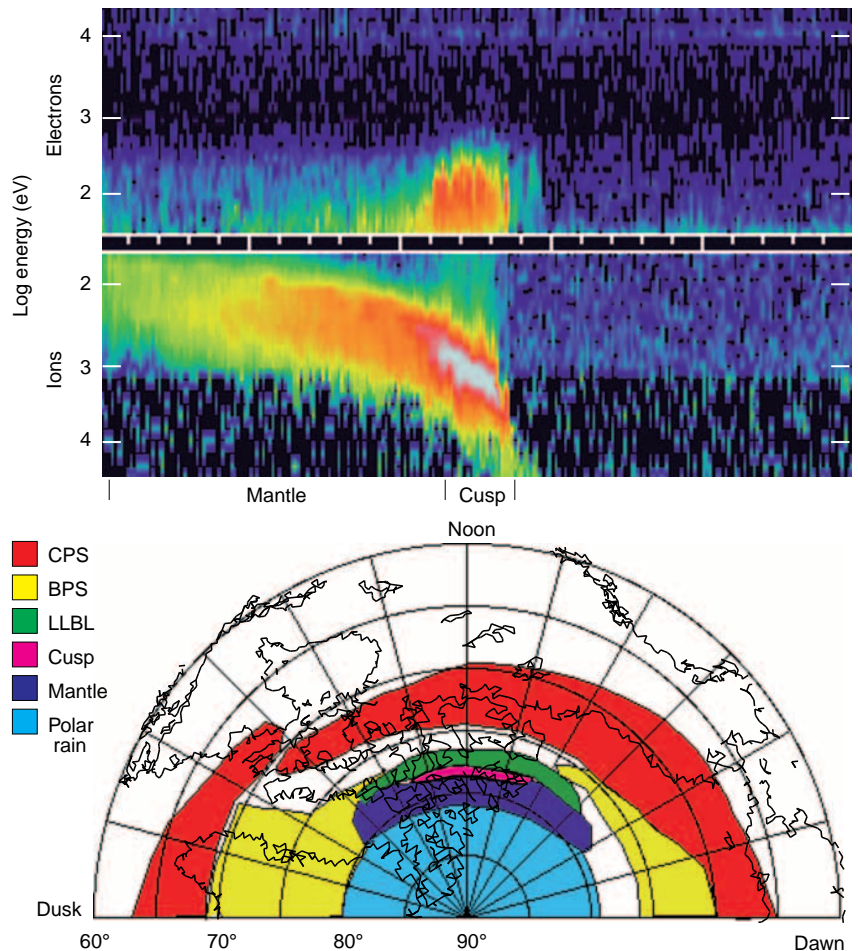 Log energy (eV)
Electrons
4
3
2
Ions
2
3
4
Mantle
Cusp
Noon
CPS
BPS
LLBL
Cusp
Mantle
Polar
rain
Dusk
60° 70° 80° 90° Dawn